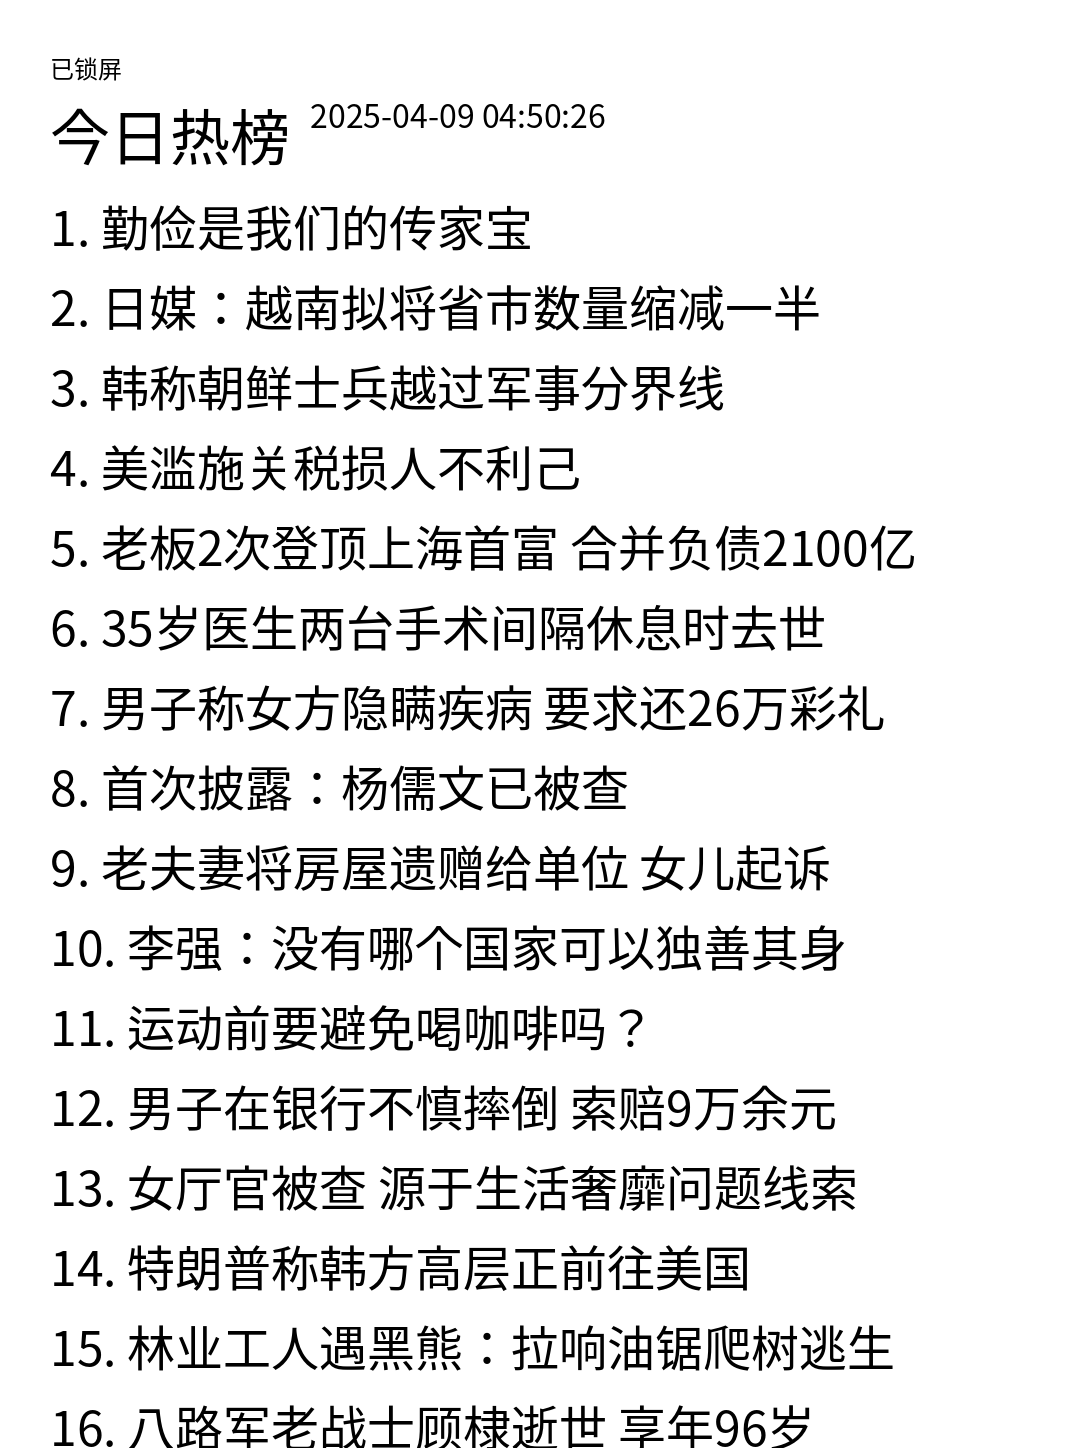 已锁屏
今日热榜 2025-04-09 04:50:26
1. 勤俭是我们的传家宝
2. 日媒：越南拟将省市数量缩减一半
3. 韩称朝鲜士兵越过军事分界线
4. 美滥施关税损人不利己
5. 老板2次登顶上海首富 合并负债2100亿
6. 35岁医生两台手术间隔休息时去世
7. 男子称女方隐瞒疾病 要求还26万彩礼
8. 首次披露：杨儒文已被查
9. 老夫妻将房屋遗赠给单位 女儿起诉
10. 李强：没有哪个国家可以独善其身
11. 运动前要避免喝咖啡吗？
12. 男子在银行不慎摔倒 索赔9万余元
13. 女厅官被查 源于生活奢靡问题线索
14. 特朗普称韩方高层正前往美国
15. 林业工人遇黑熊：拉响油锯爬树逃生
16. 八路军老战士顾棣逝世 享年96岁